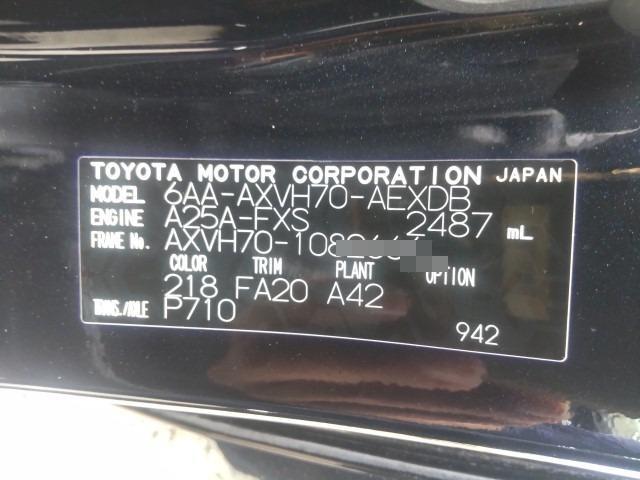 TOYOTA MOTOR CORPORATION JAPAN
MODEL 6AA-AXVH70-AEXDB
ENGINE A25A-FXS 2487 mL
FRAME No. AXVH70-108
COLOR TRIM PLANT OPTION
218 FA20 A42
TRANS./AXLE P710
942